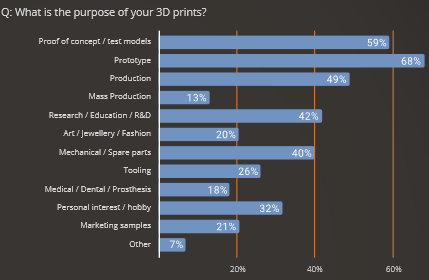 Q: What is the purpose of your 3D prints?
Proof of concept / test models 59%
Prototype 68%
Production 49%
Mass Production 13%
Research / Education / R&D 42%
Art / Jewellery / Fashion 20%
Mechanical / Spare parts 40%
Tooling 26%
Medical / Dental / Prosthesis 18%
Personal interest / hobby 32%
Marketing samples 21%
Other 7%
20% 40% 60%